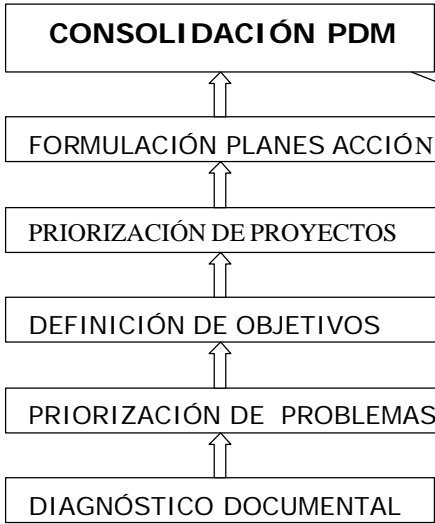 CONSOLIDACIÓN PDM
FORMULACIÓN PLANES ACCIÓN
PRIORIZACIÓN DE PROYECTOS
DEFINICIÓN DE OBJETIVOS
PRIORIZACIÓN DE PROBLEMAS
DIAGNÓSTICO DOCUMENTAL